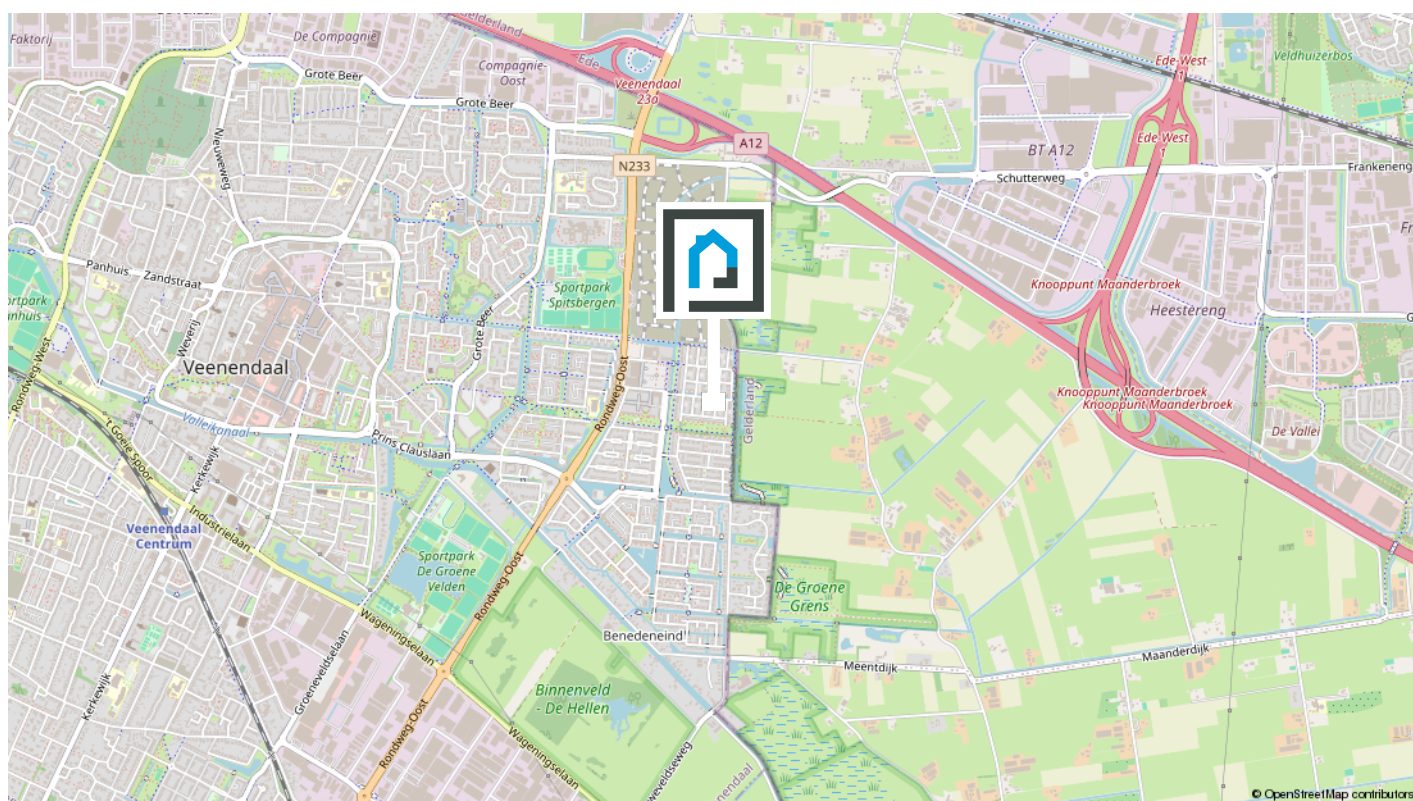 Faktorij
De Compagnie
Gelderland
Ede
Compagnie-
Oost
Grote Beer
Grote Beer
Veenendaal
23a
Ede-West
1
Veldhuizerbos
Nieuweweg
N233
A12
Ede-West
1
BT A12
Schutterweg
Frankeneng
Panhuis
Zandstraat
Sportpark
Spitsbergen
Knooppunt Maanderbroek
Heestereng
Weverij
Grote Beer
Rondweg-West
Veenendaal
Rondweg-Oost
Gelderland
Knooppunt Maanderbroek
Knooppunt Maanderbroek
Valleikanaal
't Goeie Spoor
Prins Clauslaan
De Vallei
Kerkewijk
Industrielaan
Veenendaal
Centrum
Sportpark
De Groene
Velden
Rondweg-Oost
De Groene
Grens
Wageningselaan
Benedeneind
Groeneveldselaan
Meentdijk
Maanderdijk
Kerkewijk
Binnenveld
- De Hellen
Rondweg-Oost
Wageningselaan
© OpenStreetMap contributors